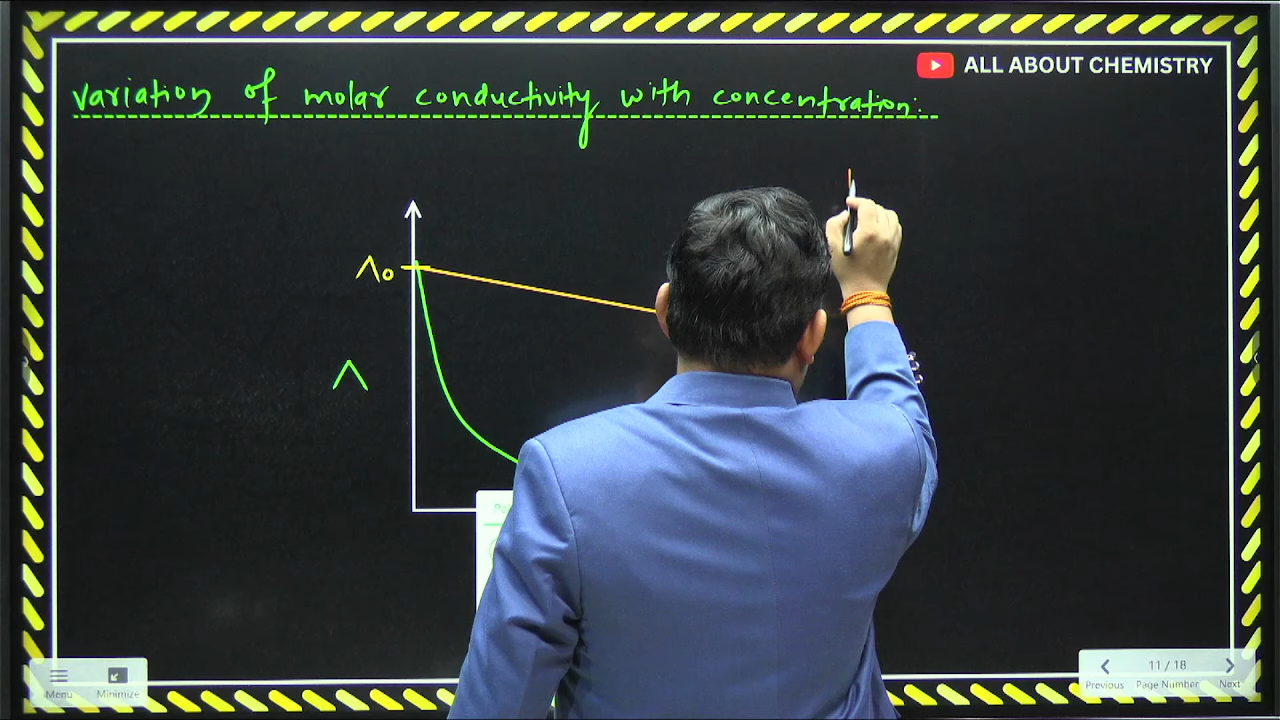 ALL ABOUT CHEMISTRY
variation of molar conductivity with concentration:
Λ₀
Λ
Menu
Minimize
11 / 18
Previous Page Number Next